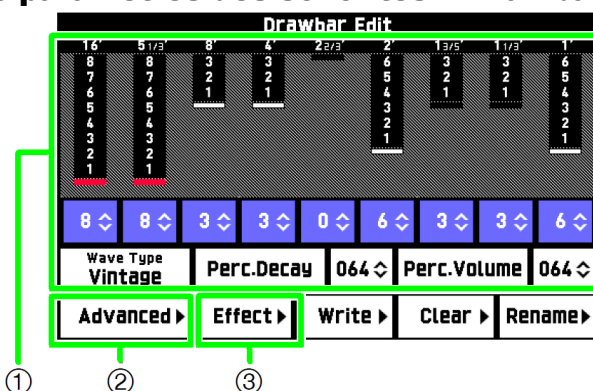 Drawbar Edit
16' 5 1/3' 8' 4' 2 2/3' 2' 1 3/5' 1 1/3' 1'
8 8 3 3 6 3 3 6
7 7 2 2 5 2 2 5
6 6 1 1 4 1 1 4
5 5 3 3
4 4 2 2
3 3 1 1
2 2
1 1
8 8 3 3 0 6 3 3 6
Wave Type
Vintage Perc.Decay 064 Perc.Volume 064
Advanced Effect Write Clear Rename
① ② ③